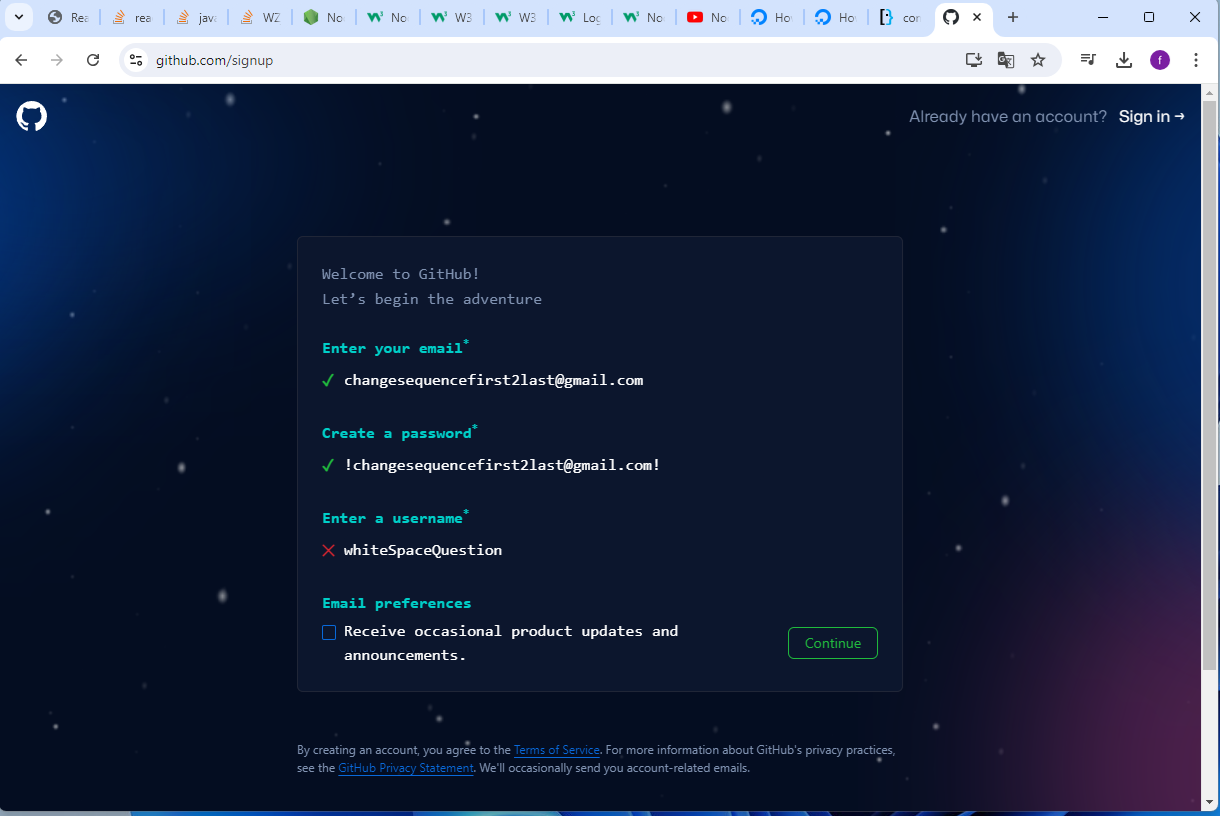 Rea
rea
java
WZ
No
No
W3
W3
Log
No
Noc
Hov
Hov
con
github.com/signup
f
Already have an account? Sign in →
Welcome to GitHub!
Let’s begin the adventure
Enter your email*
✓ changesequencefirst2last@gmail.com
Create a password*
✓ !changesequencefirst2last@gmail.com!
Enter a username*
✕ whiteSpaceQuestion
Email preferences
Receive occasional product updates and
announcements.
Continue
By creating an account, you agree to the Terms of Service. For more information about GitHub's privacy practices,
see the GitHub Privacy Statement. We'll occasionally send you account-related emails.